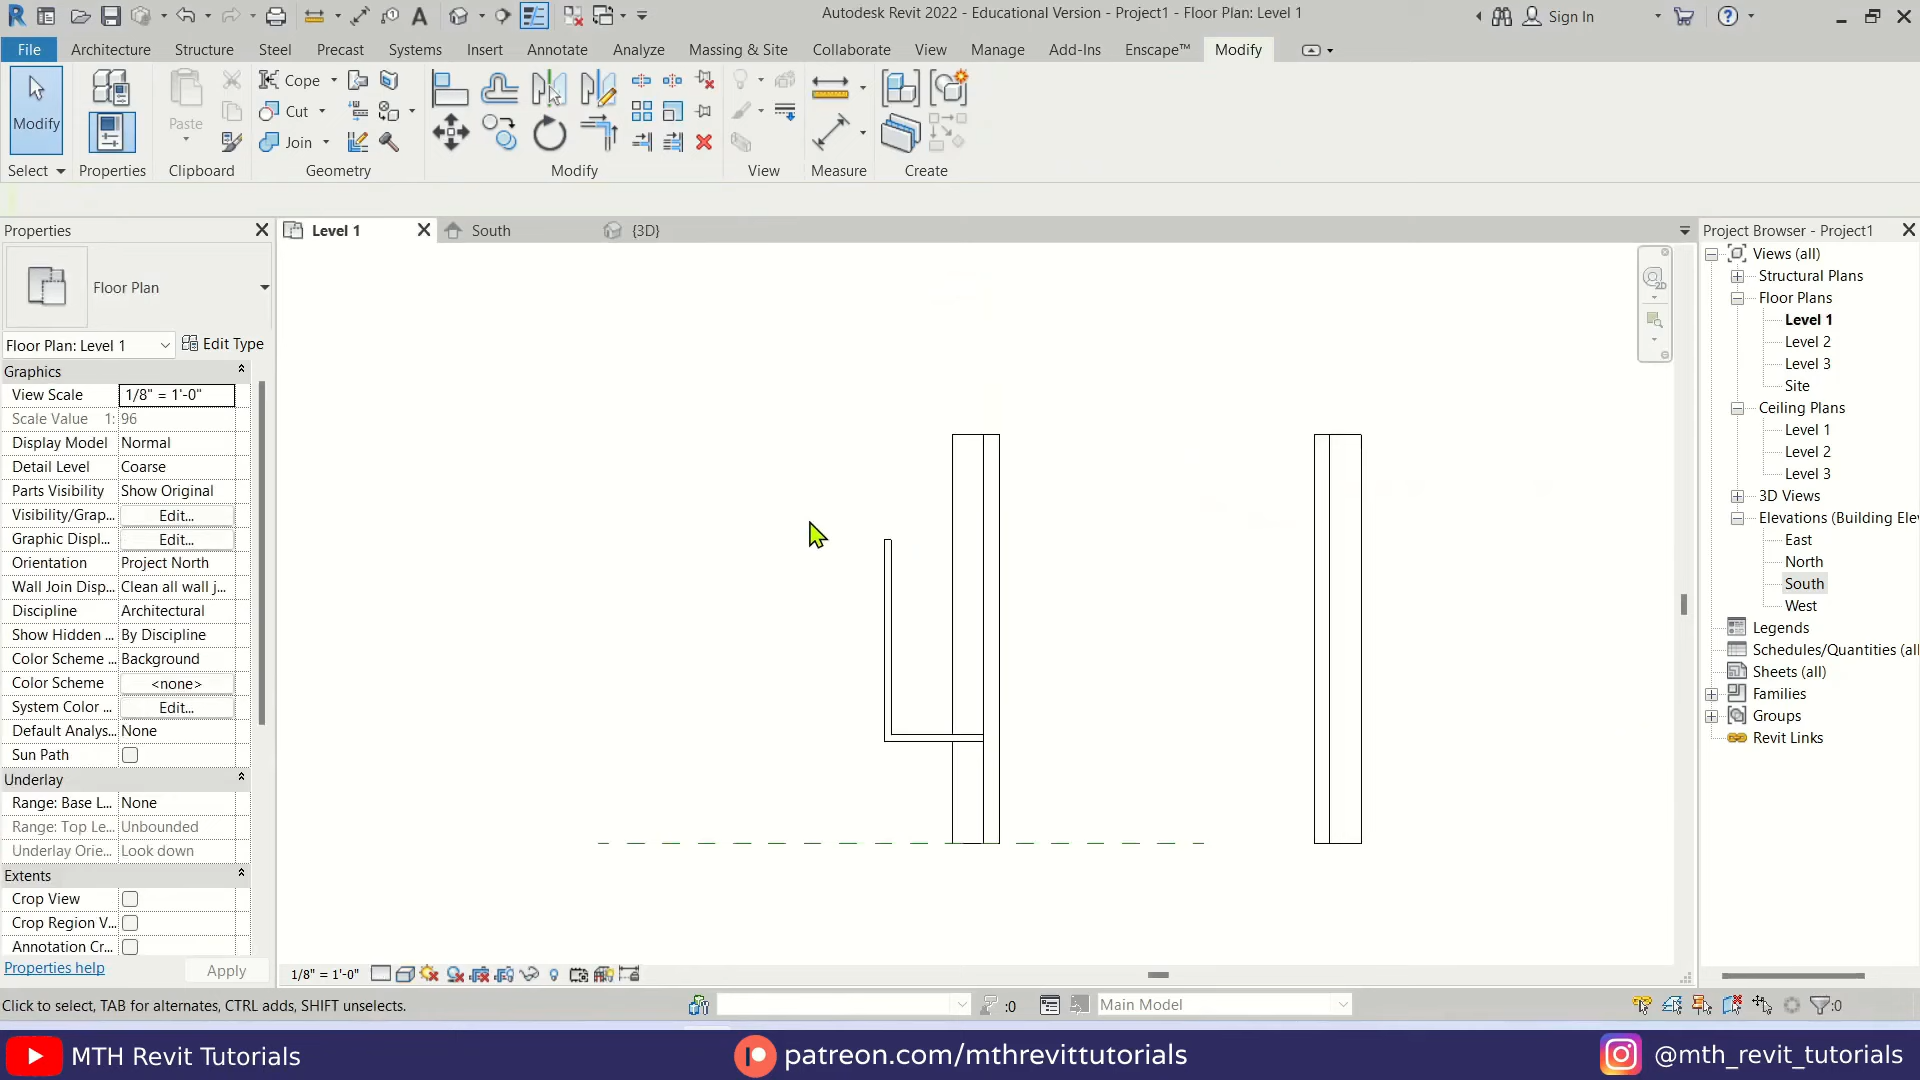 Autodesk Revit 2022 - Educational Version - Project1 - Floor Plan: Level 1
Sign In
File Architecture Structure Steel Precast Systems Insert Annotate Analyze Massing & Site Collaborate View Manage Add-Ins Enscape™ Modify
Modify
Paste
Cope
Cut
Join
Select Properties Clipboard Geometry Modify View Measure Create
Properties
Level 1
South
{3D}
Project Browser - Project1
Floor Plan
Floor Plan: Level 1
Edit Type
Graphics
View Scale 1/8" = 1'-0"
Scale Value 1: 96
Display Model Normal
Detail Level Coarse
Parts Visibility Show Original
Visibility/Grap... Edit...
Graphic Displ... Edit...
Orientation Project North
Wall Join Disp... Clean all wall j...
Discipline Architectural
Show Hidden ... By Discipline
Color Scheme ... Background
Color Scheme <none>
System Color ... Edit...
Default Analys... None
Sun Path
Underlay
Range: Base L... None
Range: Top Le... Unbounded
Underlay Orie... Look down
Extents
Crop View
Crop Region V...
Annotation Cr...
Properties help
Apply
2D
Views (all)
Structural Plans
Floor Plans
Level 1
Level 2
Level 3
Site
Ceiling Plans
Level 1
Level 2
Level 3
3D Views
Elevations (Building Ele
East
North
South
West
Legends
Schedules/Quantities (all
Sheets (all)
Families
Groups
Revit Links
1/8" = 1'-0"
Click to select, TAB for alternates, CTRL adds, SHIFT unselects.
:0
Main Model
:0
MTH Revit Tutorials
patreon.com/mthrevittutorials
@mth_revit_tutorials